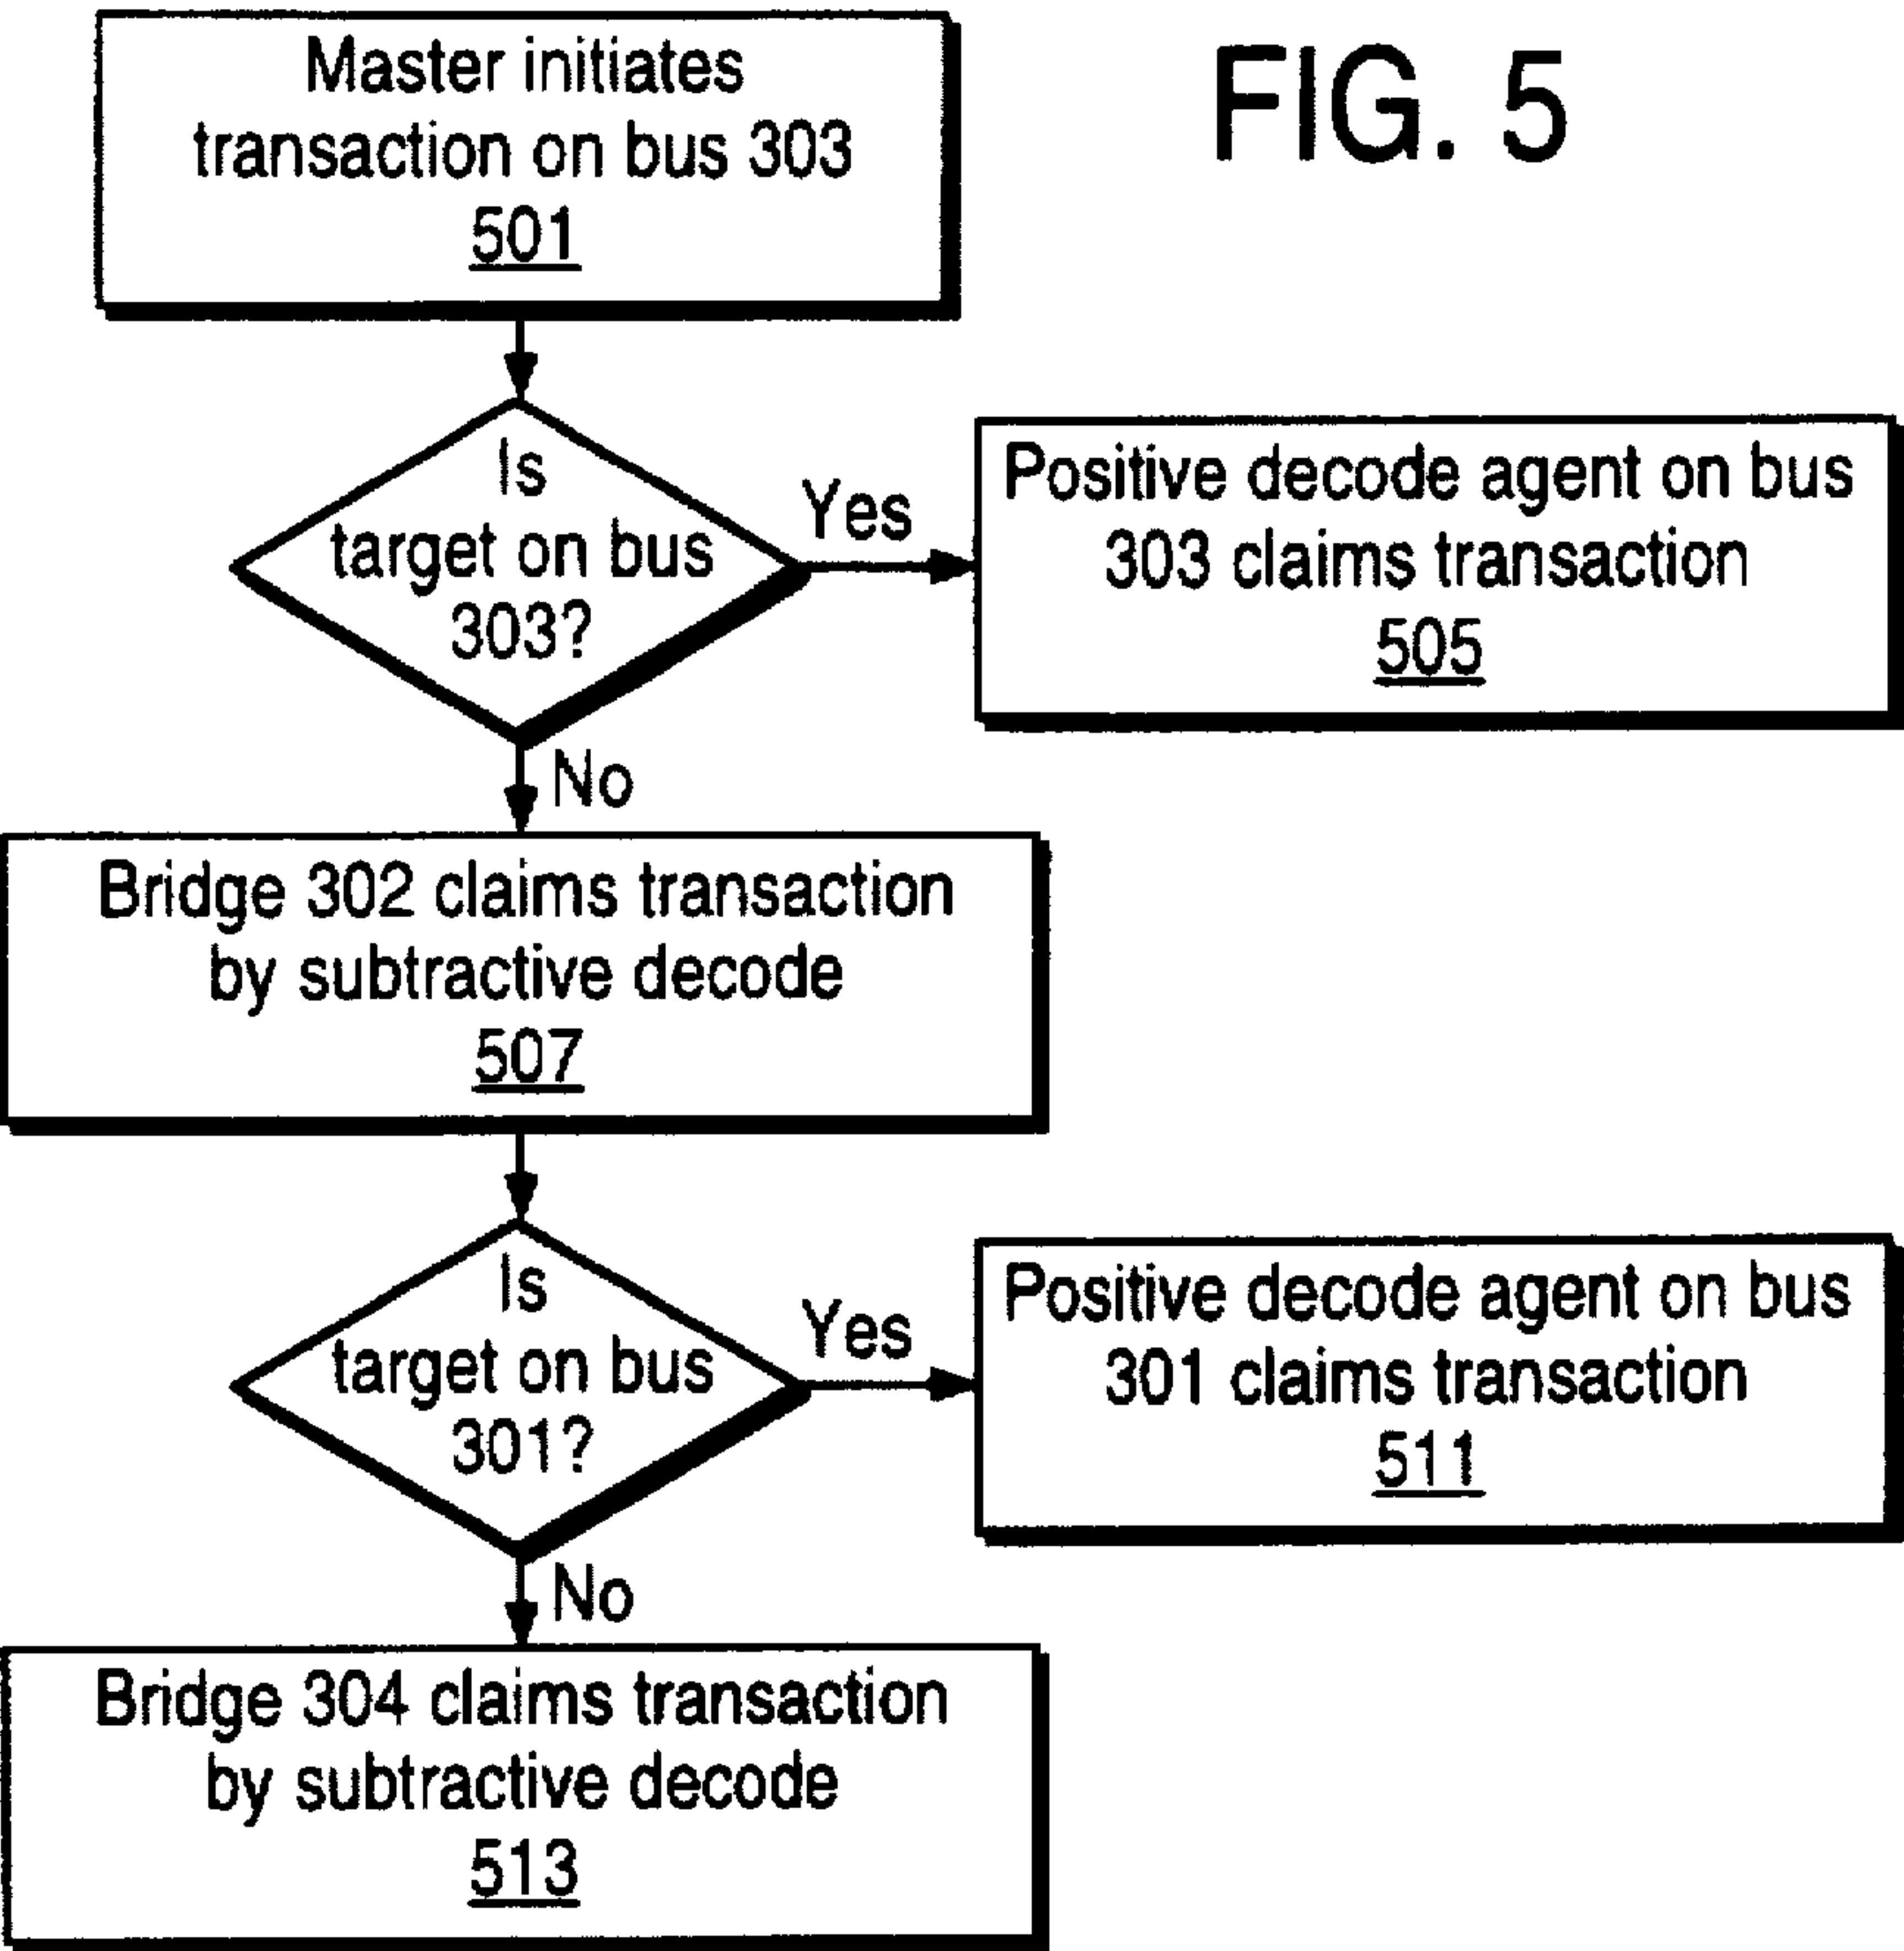 FIG. 5
Master initiates
transaction on bus 303
501
Is
target on bus
303?
Yes
Positive decode agent on bus
303 claims transaction
505
No
Bridge 302 claims transaction
by subtractive decode
507
Is
target on bus
301?
Yes
Positive decode agent on bus
301 claims transaction
511
No
Bridge 304 claims transaction
by subtractive decode
513